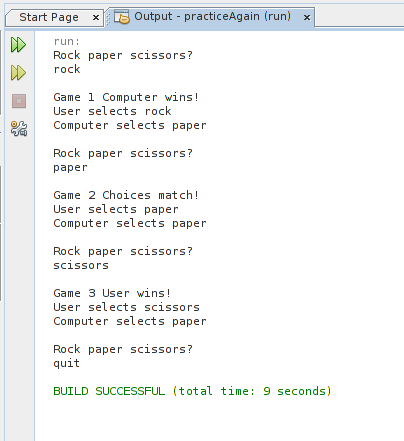 Start Page
Output - practiceAgain (run)
run:
Rock paper scissors?
rock
Game 1 Computer wins!
User selects rock
Computer selects paper
Rock paper scissors?
paper
Game 2 Choices match!
User selects paper
Computer selects paper
Rock paper scissors?
scissors
Game 3 User wins!
User selects scissors
Computer selects paper
Rock paper scissors?
quit
BUILD SUCCESSFUL (total time: 9 seconds)